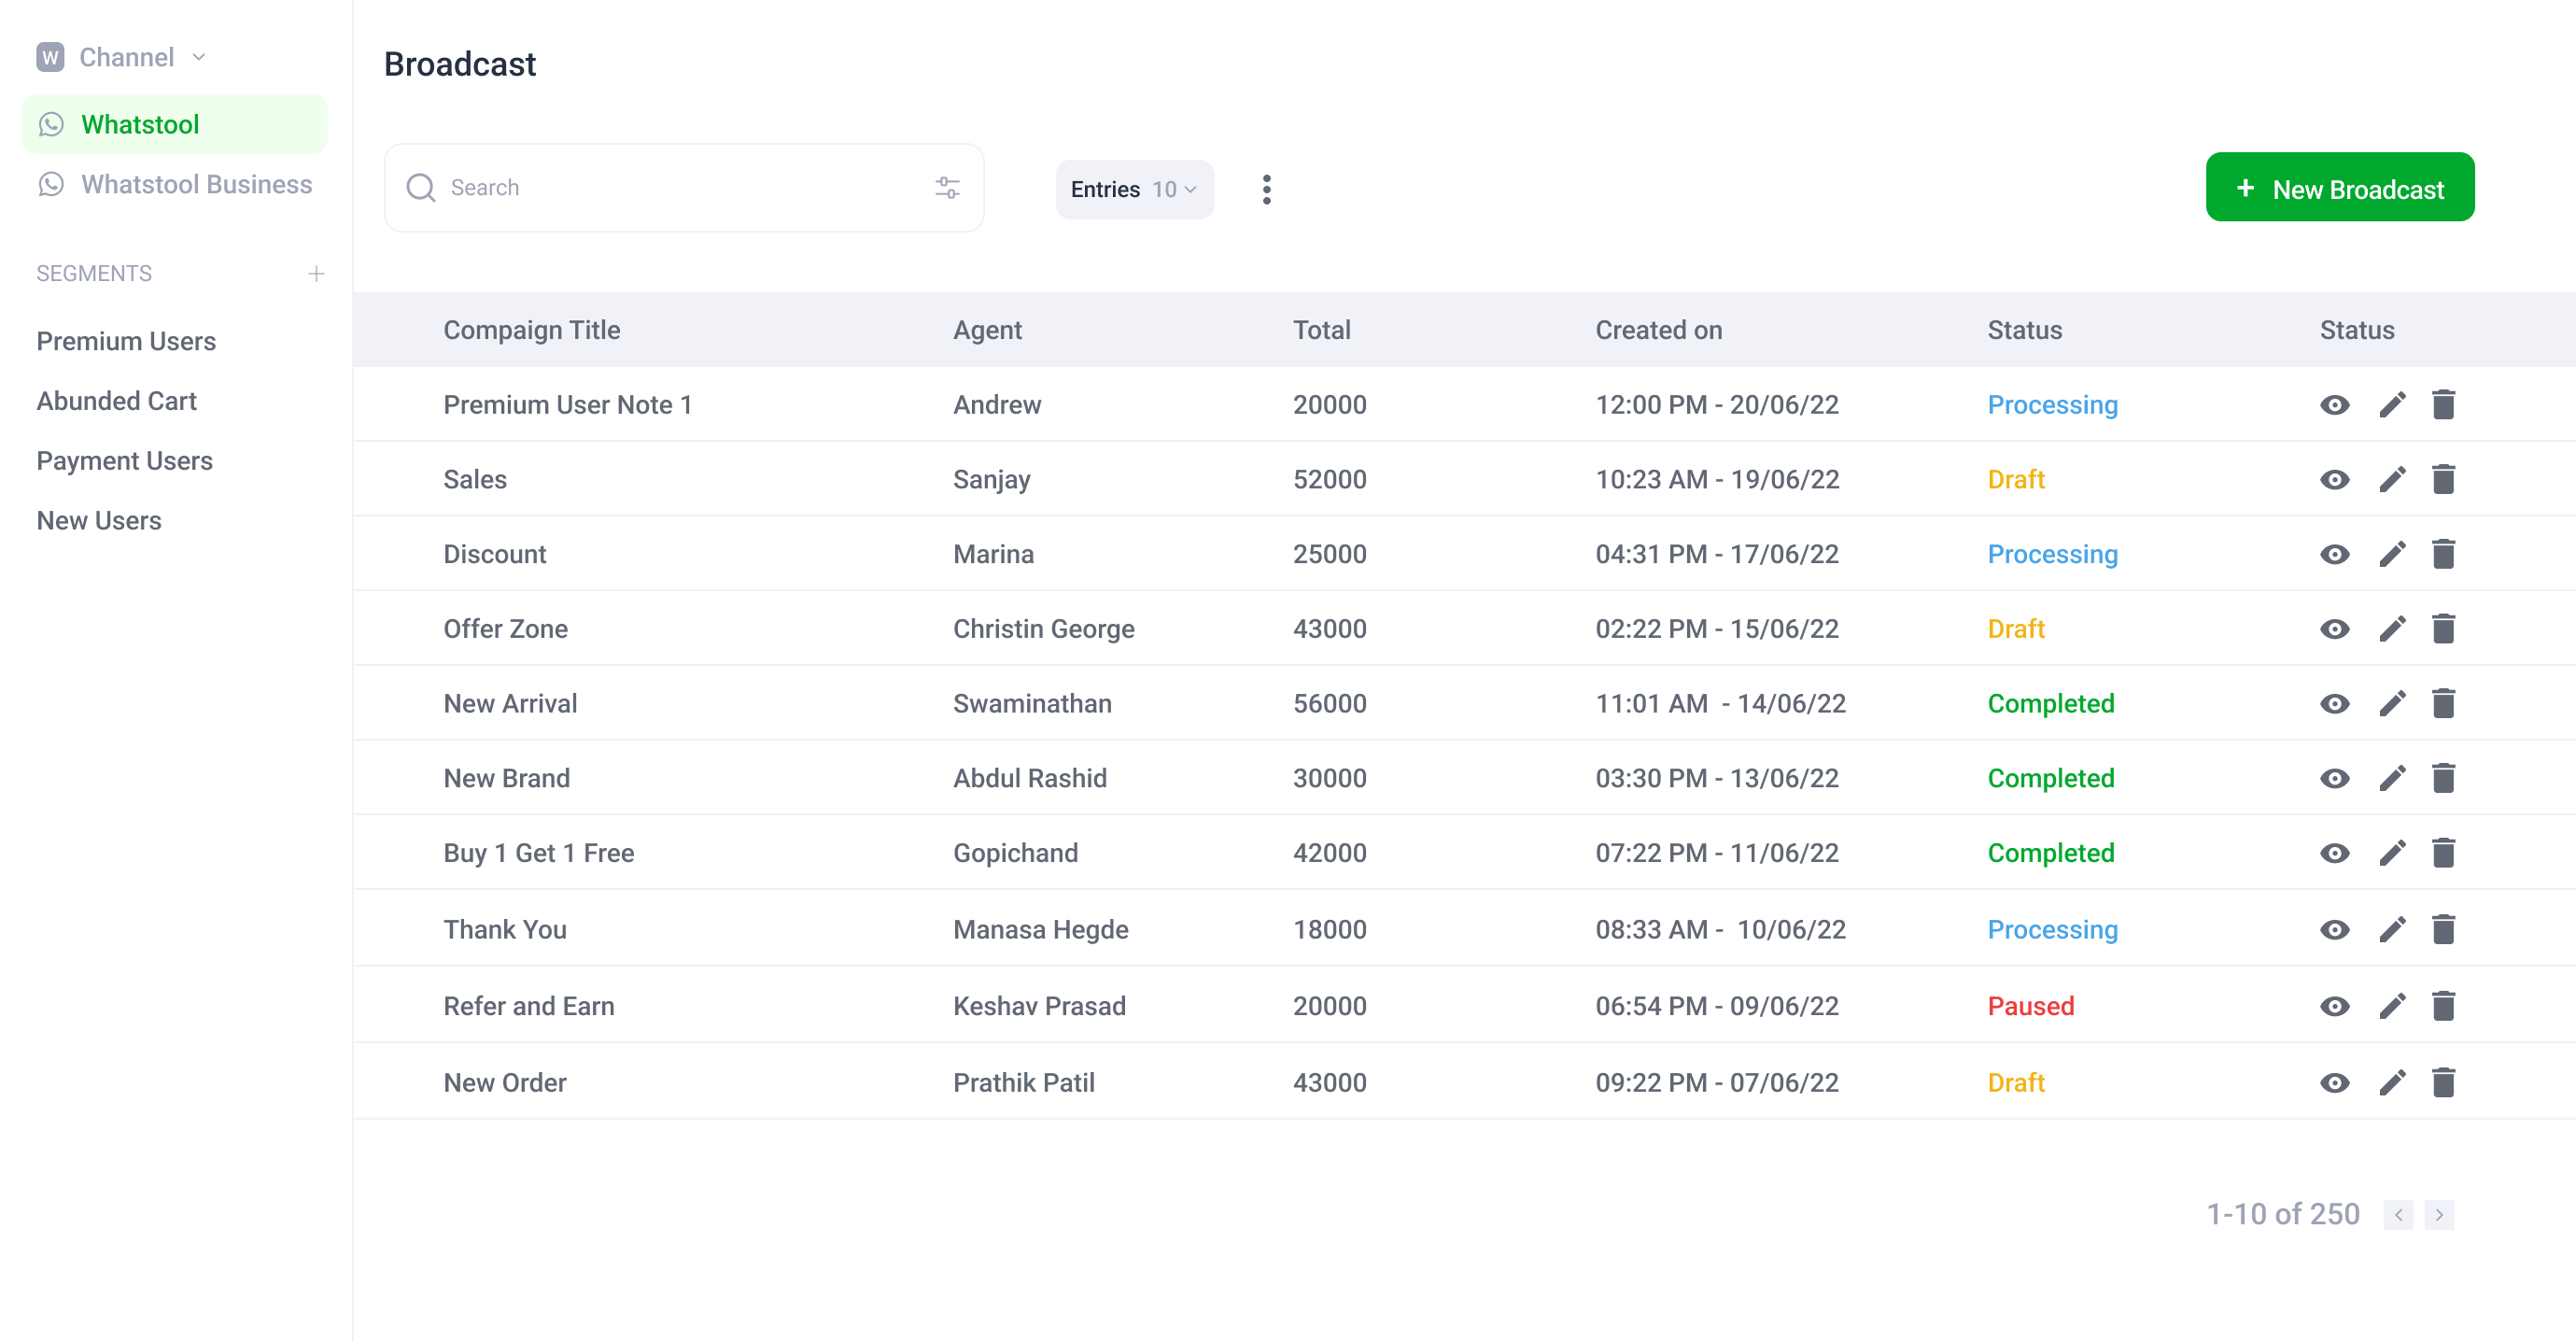 W Channel
Whatstool
Whatstool Business
SEGMENTS
Premium Users
Abunded Cart
Payment Users
New Users
Broadcast
Search
Entries 10
+ New Broadcast
Compaign Title Agent Total Created on Status Status
Premium User Note 1 Andrew 20000 12:00 PM - 20/06/22 Processing
Sales Sanjay 52000 10:23 AM - 19/06/22 Draft
Discount Marina 25000 04:31 PM - 17/06/22 Processing
Offer Zone Christin George 43000 02:22 PM - 15/06/22 Draft
New Arrival Swaminathan 56000 11:01 AM  - 14/06/22 Completed
New Brand Abdul Rashid 30000 03:30 PM - 13/06/22 Completed
Buy 1 Get 1 Free Gopichand 42000 07:22 PM - 11/06/22 Completed
Thank You Manasa Hegde 18000 08:33 AM -  10/06/22 Processing
Refer and Earn Keshav Prasad 20000 06:54 PM - 09/06/22 Paused
New Order Prathik Patil 43000 09:22 PM - 07/06/22 Draft
1-10 of 250